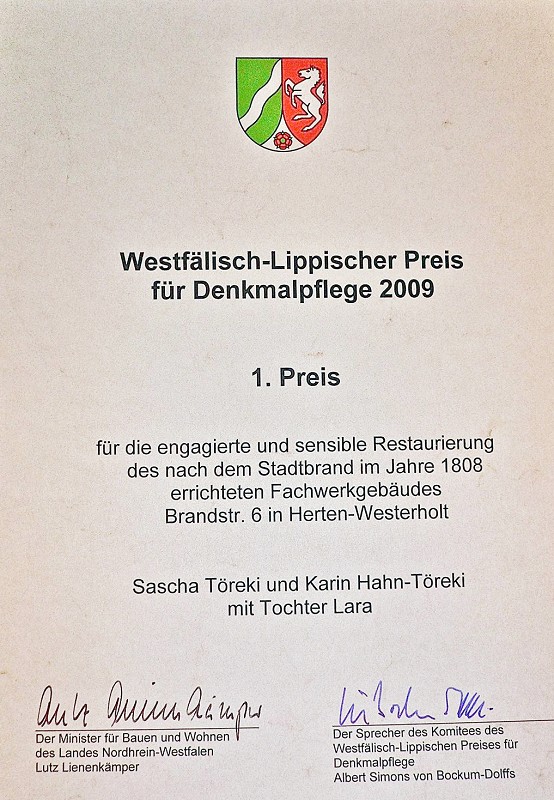 Westfälisch-Lippischer Preis
für Denkmalpflege 2009
1. Preis
für die engagierte und sensible Restaurierung
des nach dem Stadtbrand im Jahre 1808
errichteten Fachwerkgebäudes
Brandstr. 6 in Herten-Westerholt
Sascha Töreki und Karin Hahn-Töreki
mit Tochter Lara
Der Minister für Bauen und Wohnen
des Landes Nordrhein-Westfalen
Lutz Lienenkämper
Der Sprecher des Komitees des
Westfälisch-Lippischen Preises für
Denkmalpflege
Albert Simons von Bockum-Dolffs